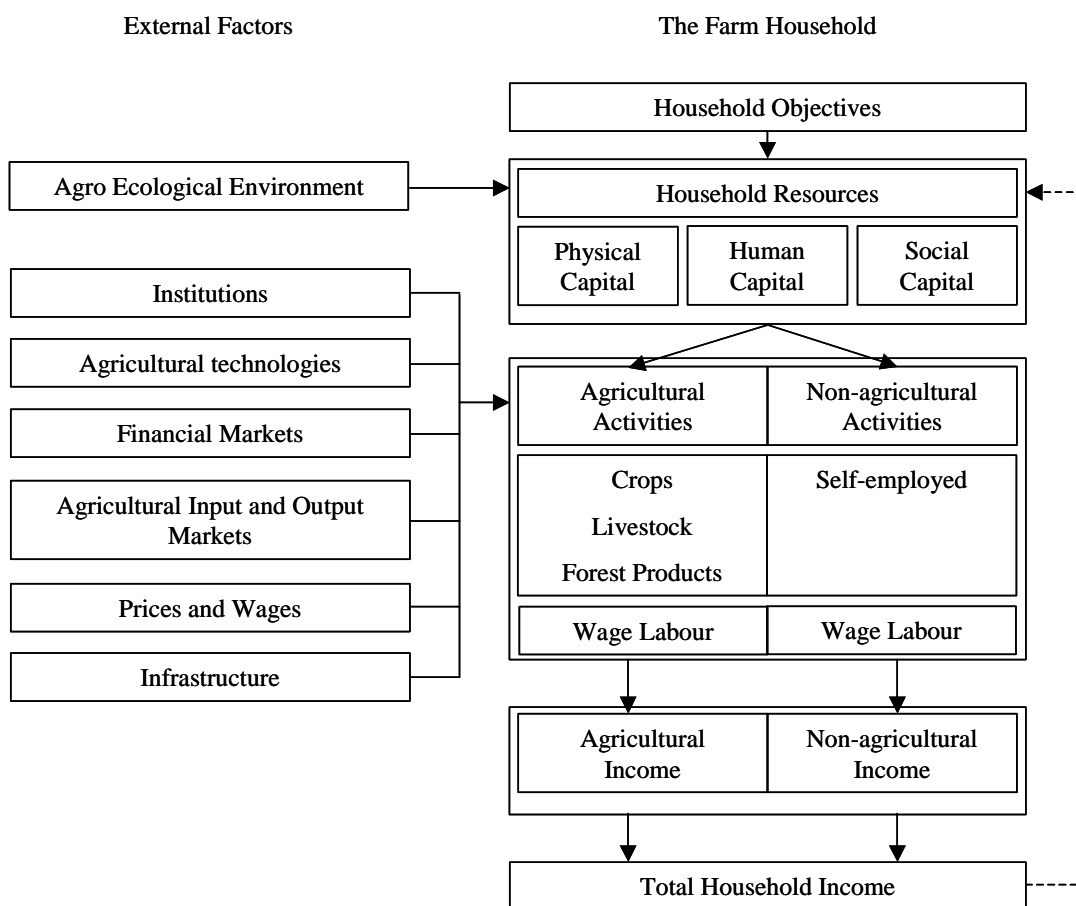 External Factors
The Farm Household
Household Objectives
Agro Ecological Environment
Household Resources
Physical
Capital
Human
Capital
Social
Capital
Institutions
Agricultural technologies
Financial Markets
Agricultural Input and Output
Markets
Prices and Wages
Infrastructure
Agricultural
Activities
Non-agricultural
Activities
Crops
Livestock
Forest Products
Self-employed
Wage Labour
Wage Labour
Agricultural
Income
Non-agricultural
Income
Total Household Income